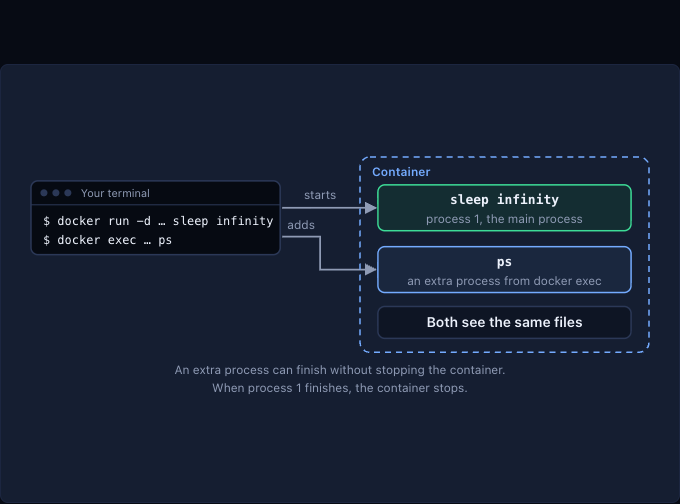 Your terminal
$ docker run -d … sleep infinity
$ docker exec … ps
starts
adds
Container
sleep infinity
process 1, the main process
ps
an extra process from docker exec
Both see the same files
An extra process can finish without stopping the container.
When process 1 finishes, the container stops.